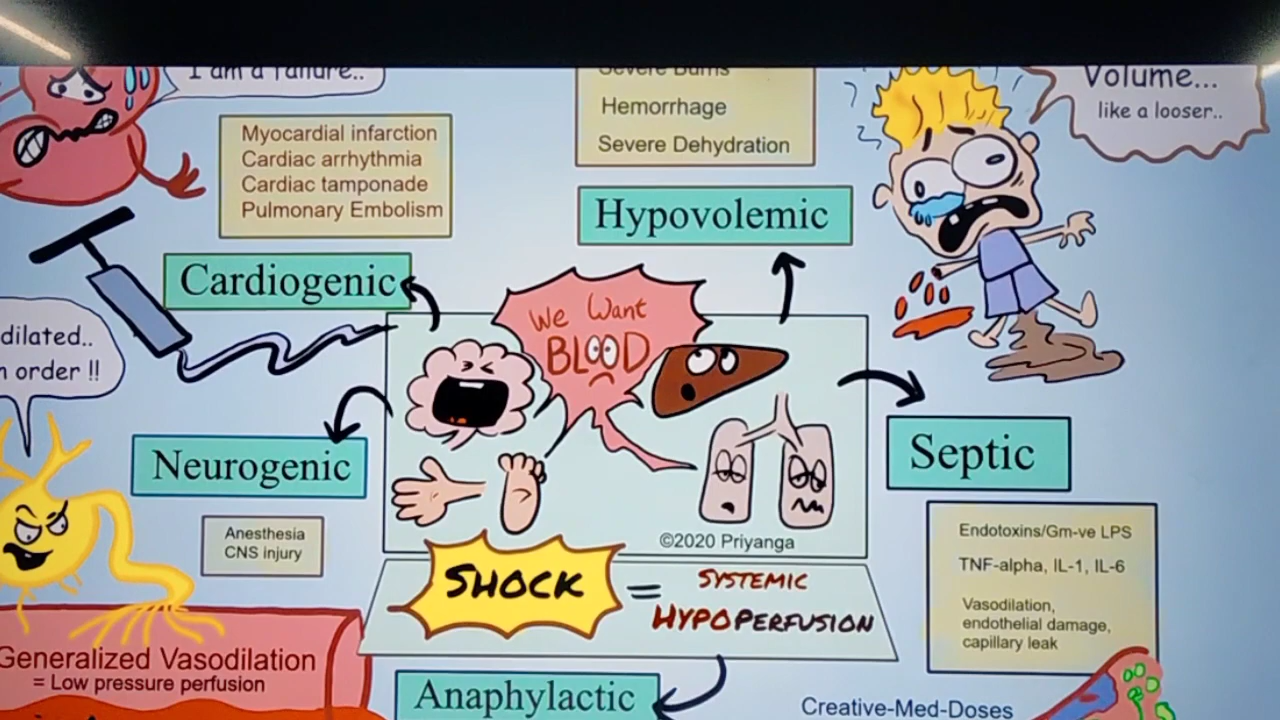 I am a failure..
Severe Burns
Hemorrhage
Severe Dehydration
Volume...
like a looser..
Myocardial infarction
Cardiac arrhythmia
Cardiac tamponade
Pulmonary Embolism
Hypovolemic
Cardiogenic
We Want
BLOOD
dilated..
n order !!
Neurogenic
Septic
Anesthesia
CNS injury
©2020 Priyanga
Endotoxins/Gm-ve LPS
TNF-alpha, IL-1, IL-6
Vasodilation,
endothelial damage,
capillary leak
SHOCK = SYSTEMIC
HYPOPERFUSION
Generalized Vasodilation
= Low pressure perfusion
Anaphylactic
Creative-Med-Doses